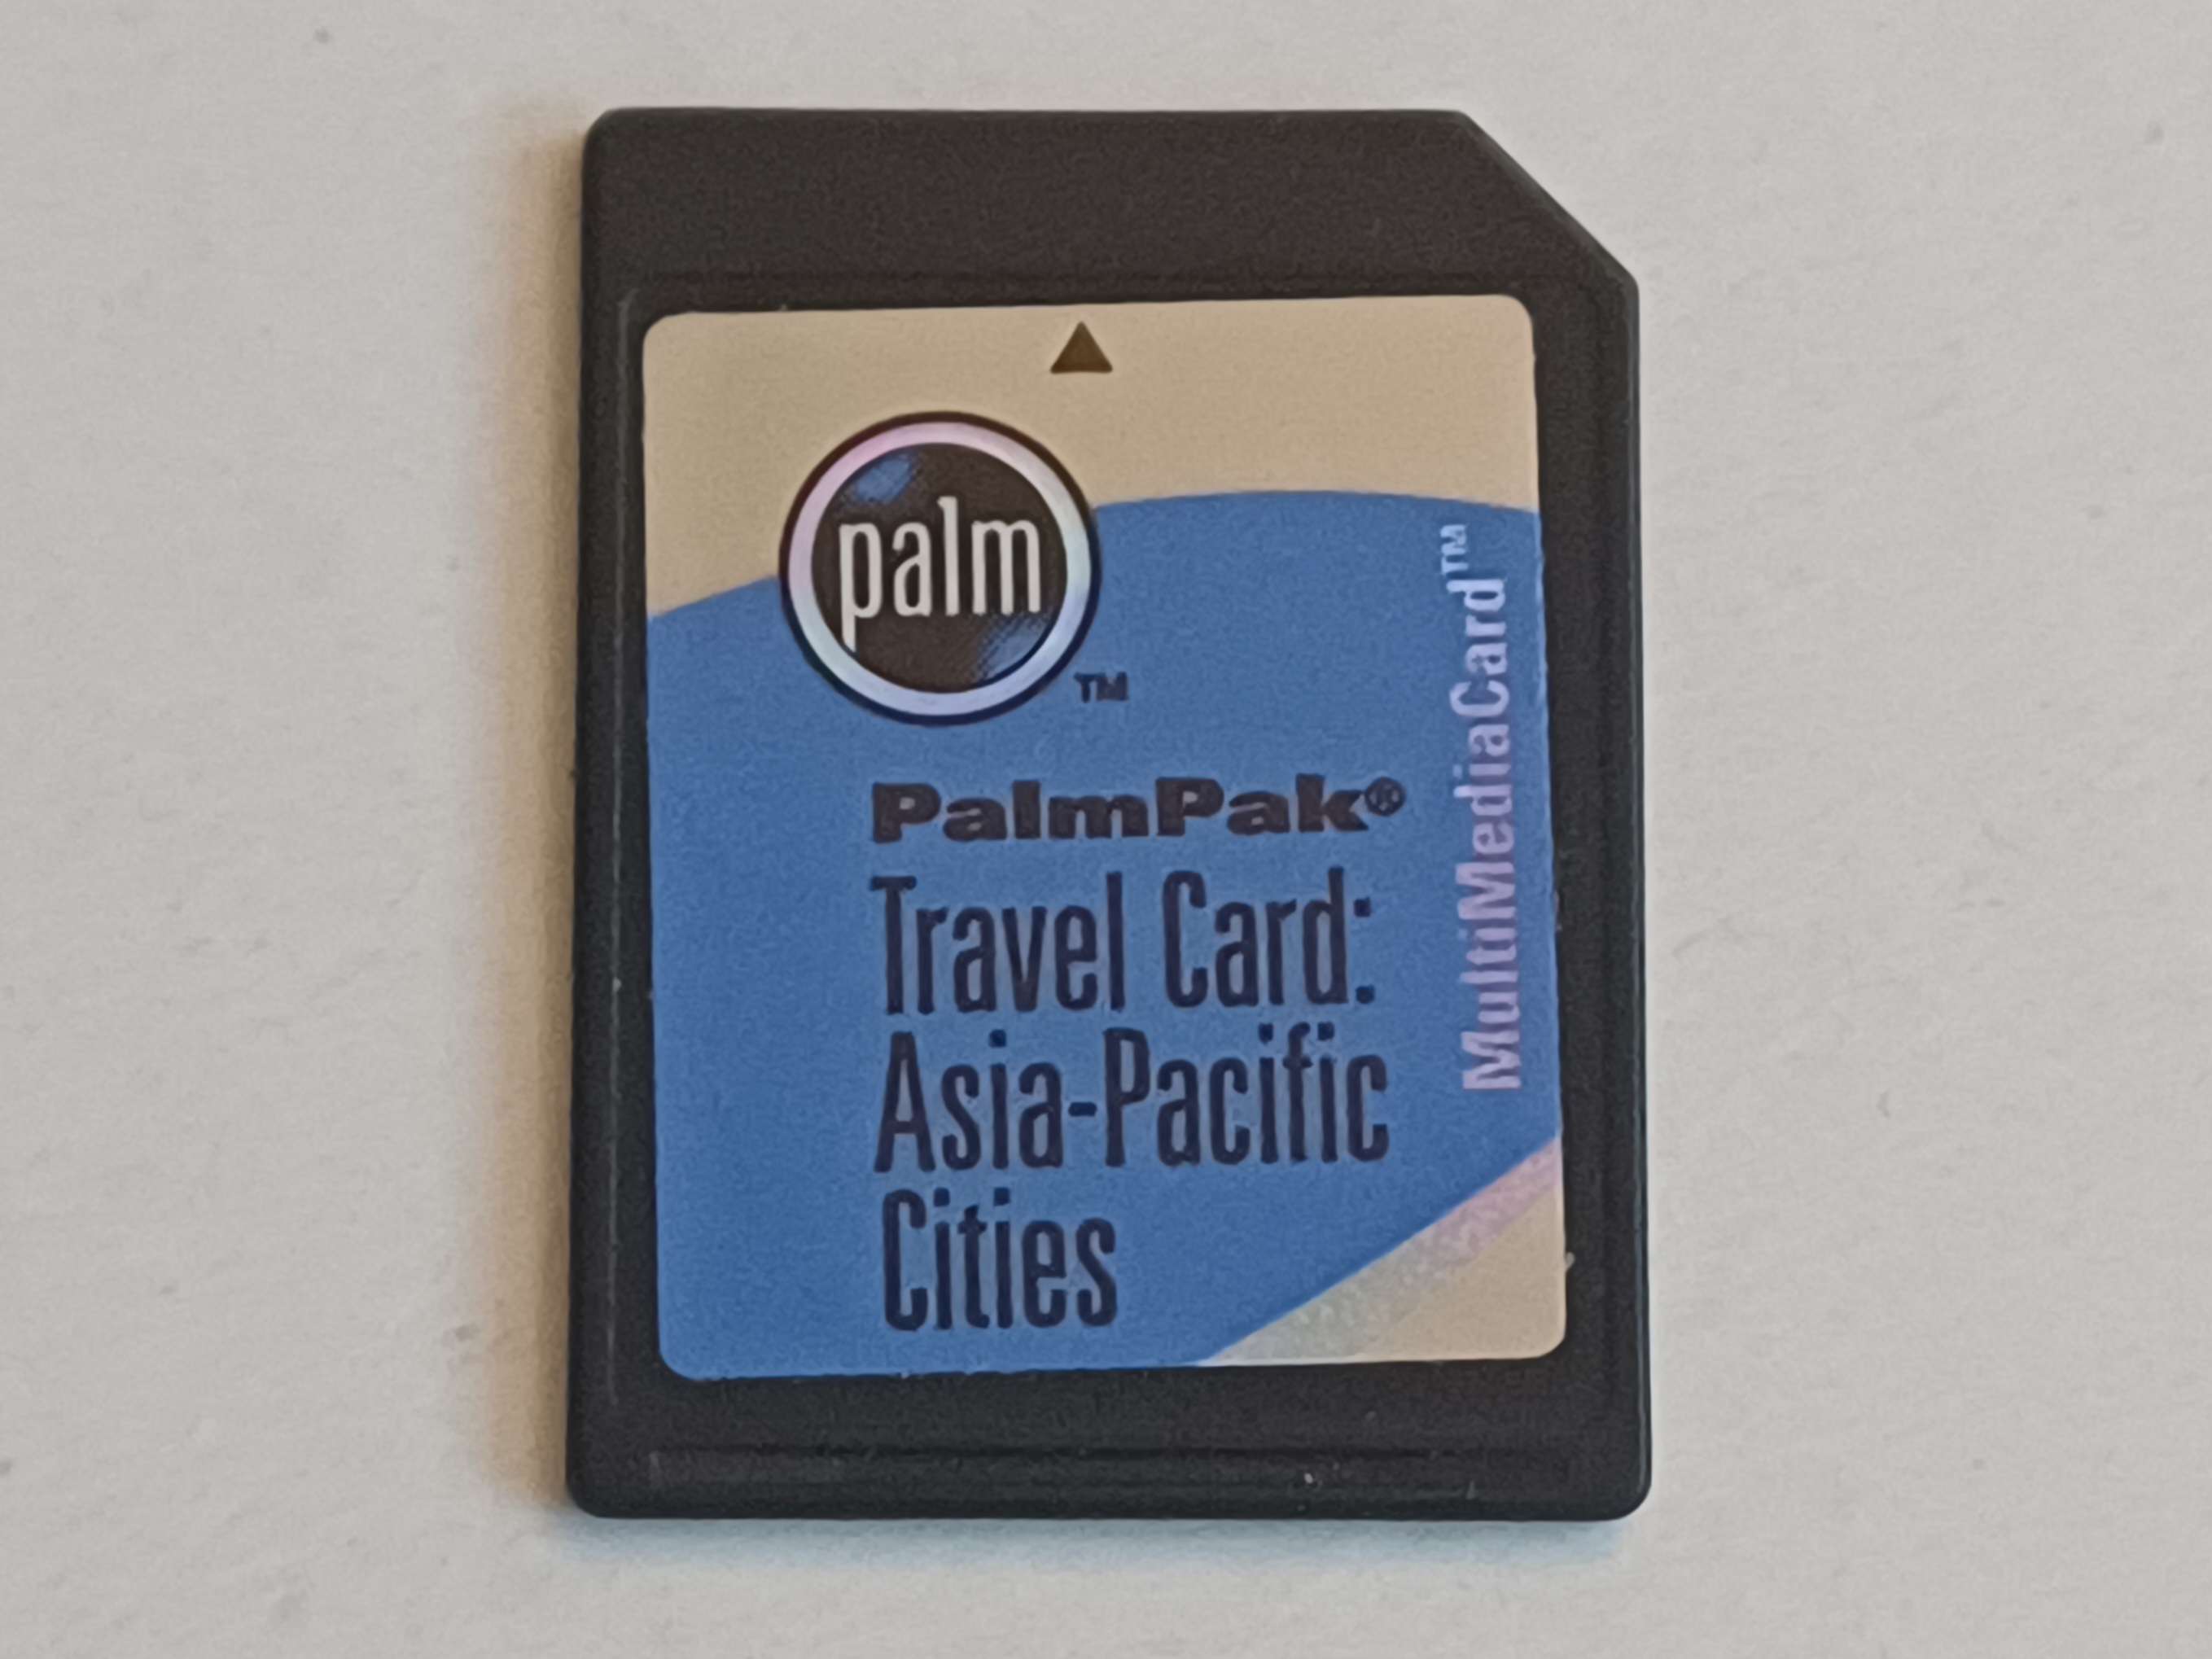 palm
TM
PalmPak®
Travel Card:
Asia-Pacific
Cities
MultiMediaCard™